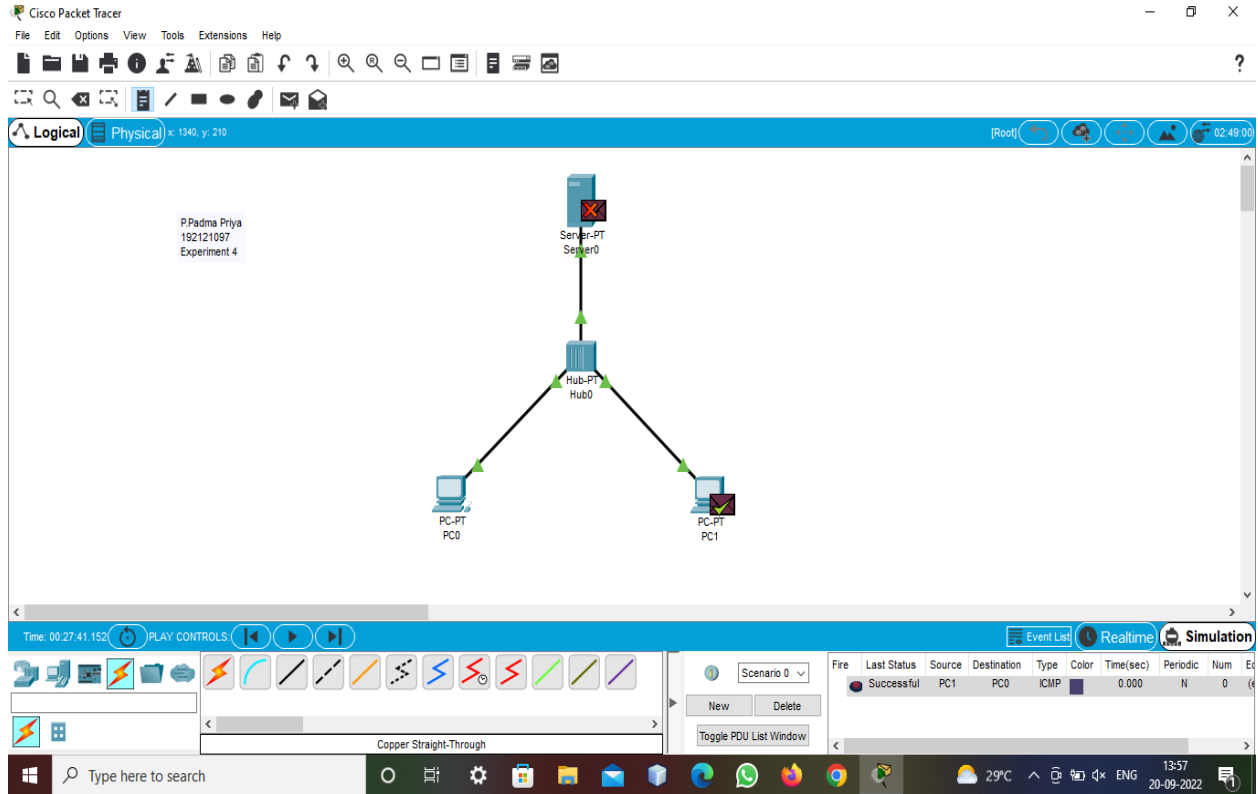 Cisco Packet Tracer
File Edit Options View Tools Extensions Help
?
Logical Physical x: 1340, y: 210 [Root] 02:49:00
P.Padma Priya
192121097
Experiment 4
Server-PT
Server0
Hub-PT
Hub0
PC-PT
PC0
PC-PT
PC1
Time: 00:27:41.152 PLAY CONTROLS: Event List Realtime Simulation
Scenario 0
New Delete
Toggle PDU List Window
Fire Last Status Source Destination Type Color Time(sec) Periodic Num Ed
Successful PC1 PC0 ICMP 0.000 N 0 (e
Copper Straight-Through
Type here to search
29°C ENG
13:57
20-09-2022